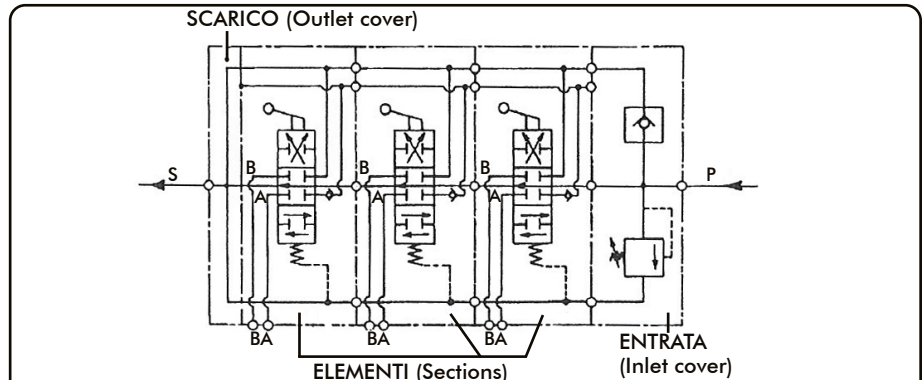 SCARICO (Outlet cover)
S
B
A
B
A
B
A
P
BA
BA
BA
ELEMENTI (Sections)
ENTRATA
(Inlet cover)